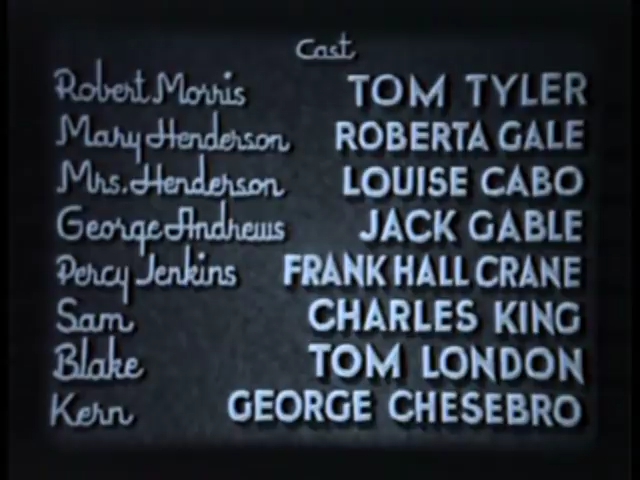 Cast
Robert Morris TOM TYLER
Mary Henderson ROBERTA GALE
Mrs. Henderson LOUISE CABO
George Andrews JACK GABLE
Percy Jenkins FRANK HALL CRANE
Sam CHARLES KING
Blake TOM LONDON
Kern GEORGE CHESEBRO